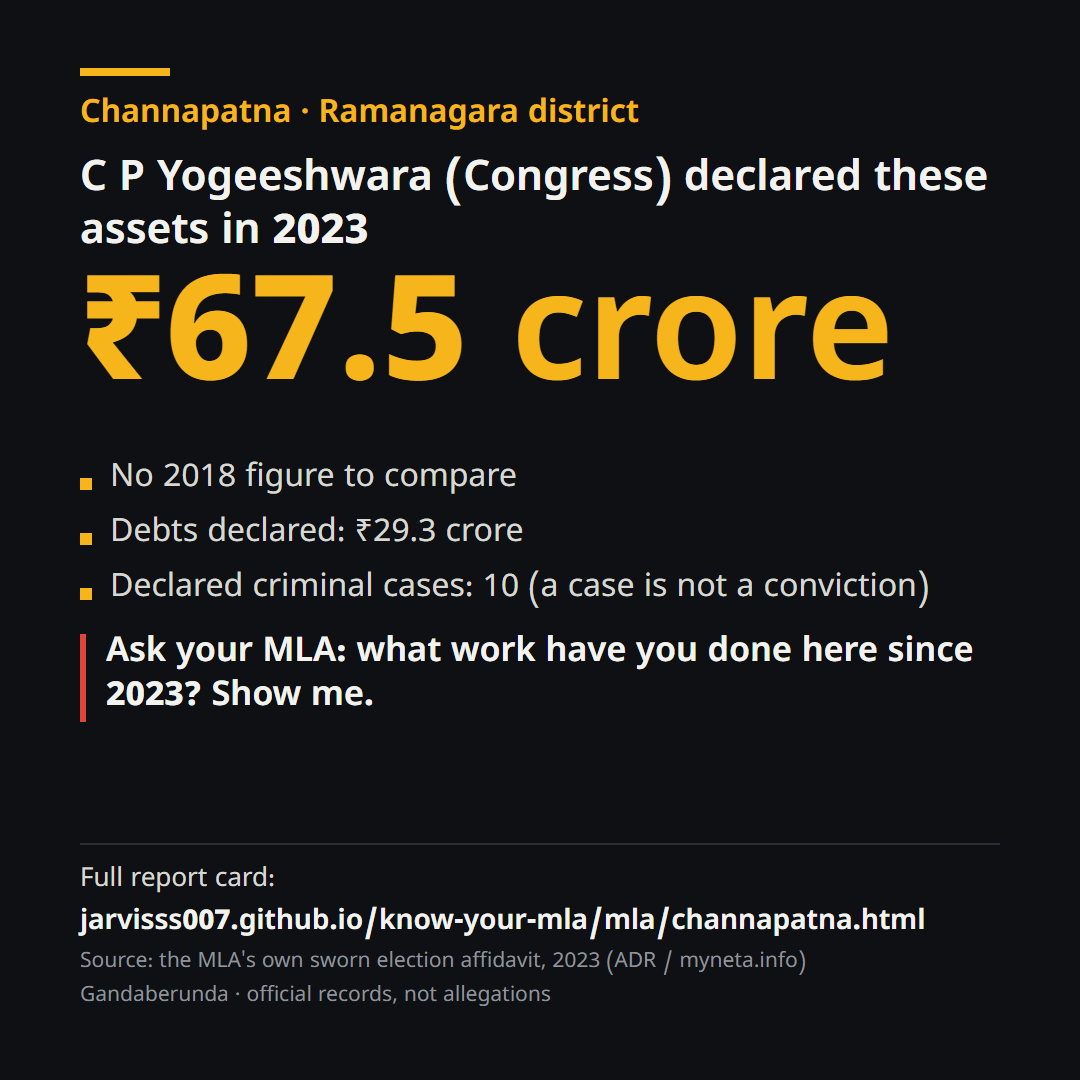 Channapatna · Ramanagara district
C P Yogeeshwara (Congress) declared these
assets in 2023
₹67.5 crore
No 2018 figure to compare
Debts declared: ₹29.3 crore
Declared criminal cases: 10 (a case is not a conviction)
Ask your MLA: what work have you done here since
2023? Show me.
Full report card:
jarvisss007.github.io/know-your-mla/mla/channapatna.html
Source: the MLA's own sworn election affidavit, 2023 (ADR / myneta.info)
Gandaberunda · official records, not allegations